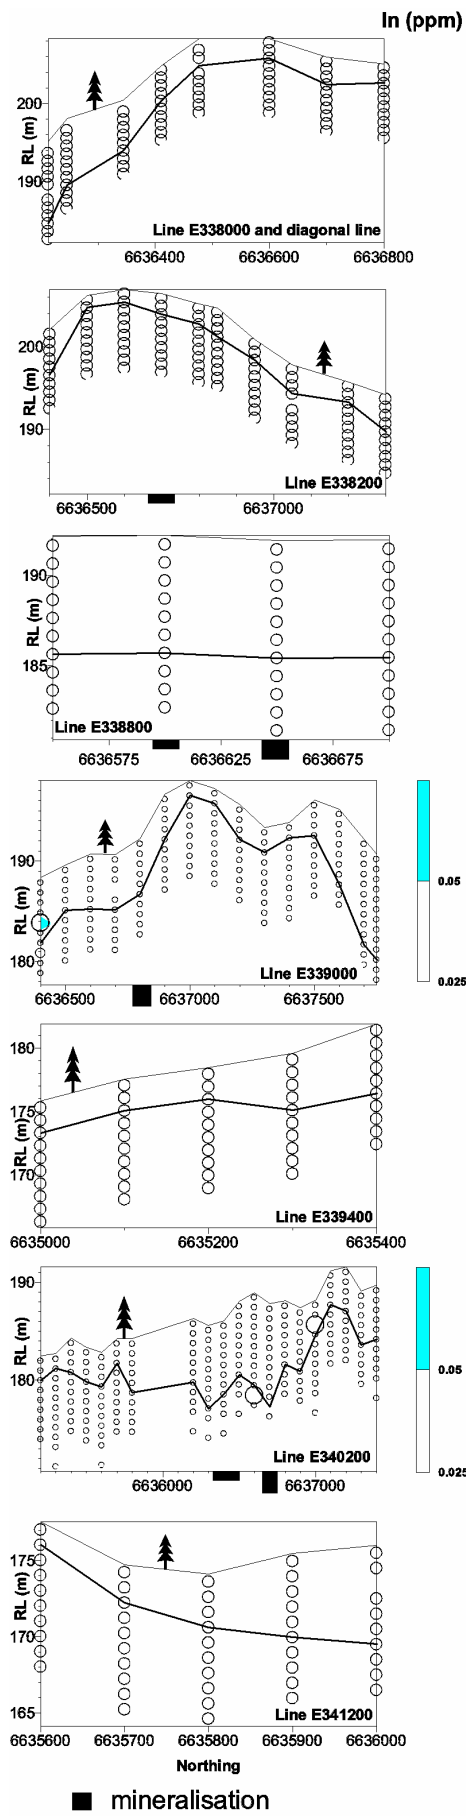 In (ppm)
200
190
RL (m)
Line E338000 and diagonal line
6636400 6636600 6636800
200
190
RL (m)
Line E338200
6636500 6637000
190
185
RL (m)
Line E338800
6636575 6636625 6636675
190
180
RL (m)
Line E339000
6636500 6637000 6637500
0.05
0.025
180
175
170
RL (m)
Line E339400
6635000 6635200 6635400
190
180
RL (m)
Line E340200
6636000 6637000
0.05
0.025
175
170
165
RL (m)
Line E341200
6635600 6635700 6635800 6635900 6636000
Northing
mineralisation